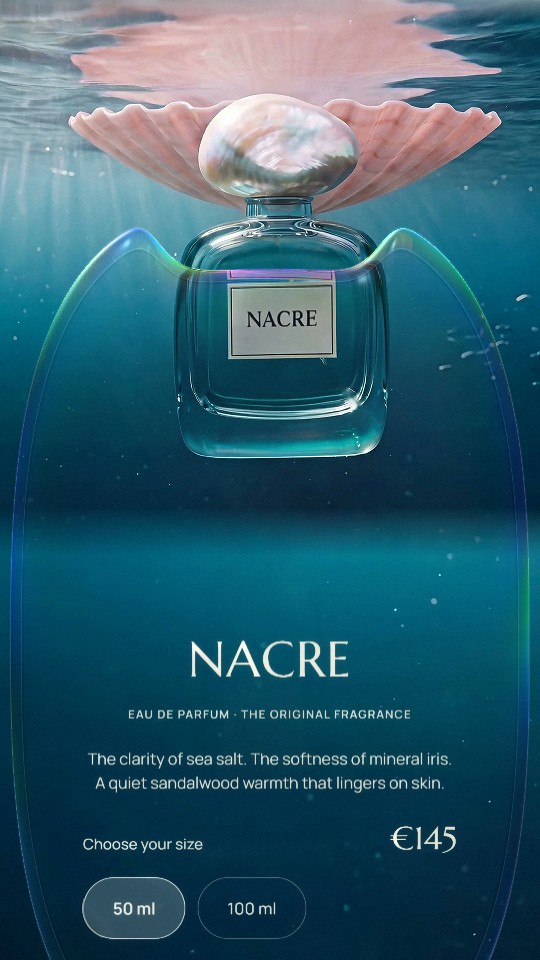 NACRE
NACRE
EAU DE PARFUM · THE ORIGINAL FRAGRANCE
The clarity of sea salt. The softness of mineral iris.
A quiet sandalwood warmth that lingers on skin.
Choose your size
€145
50 ml
100 ml